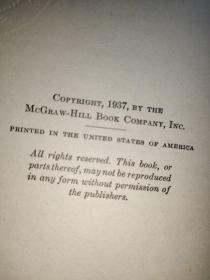 COPYRIGHT, 1937, BY THE
MCGRAW-HILL BOOK COMPANY, INC.
PRINTED IN THE UNITED STATES OF AMERICA
All rights reserved. This book, or
parts thereof, may not be reproduced
in any form without permission of
the publishers.